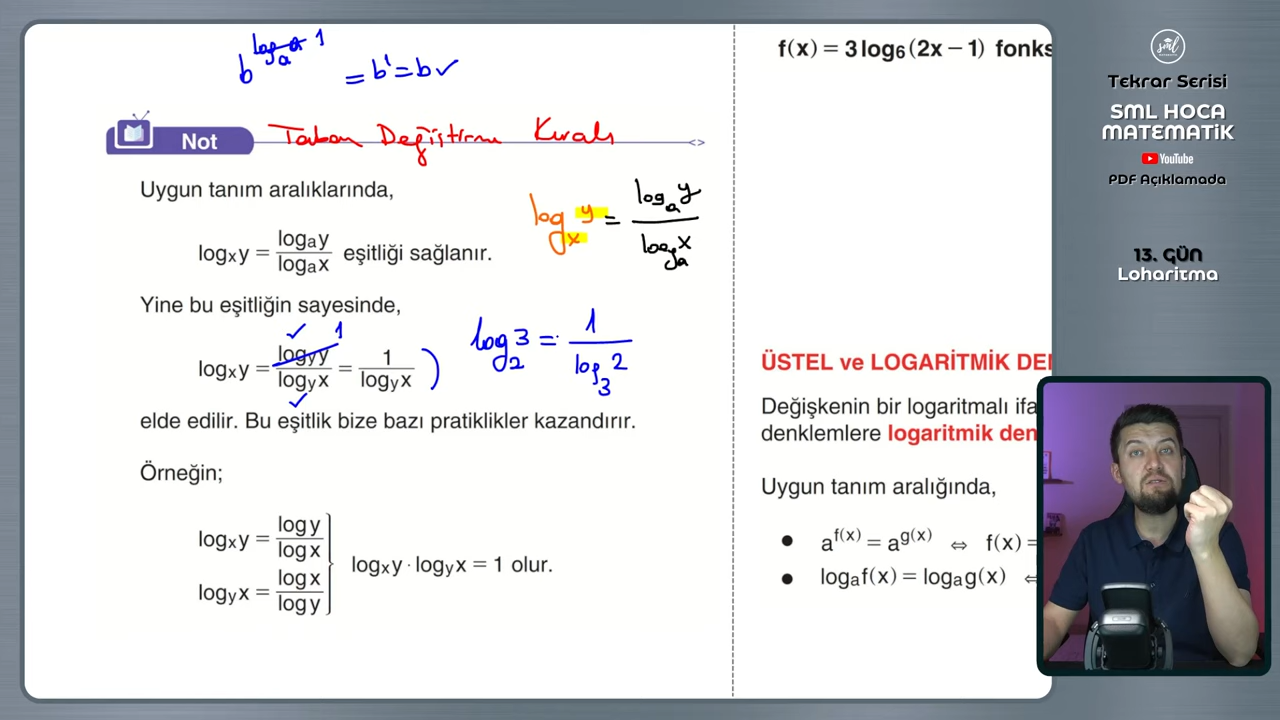 b^{log_a a} 1 = b¹ = b ✓
Not
Taban Değiştirme Kuralı
Uygun tanım aralıklarında,
logₓy = logₐy / logₐx eşitliği sağlanır.
logₓy = logₐy / logₐx
Yine bu eşitliğin sayesinde,
logₓy = log_y y / log_y x = 1 / log_y x )
1
log₂3 = 1 / log₃2
elde edilir. Bu eşitlik bize bazı pratiklikler kazandırır.
Örneğin;
logₓy = log y / log x
log_y x = log x / log y
logₓy · log_y x = 1 olur.
f(x) = 3log₆(2x − 1) fonks
ÜSTEL ve LOGARİTMİK DE
Değişkenin bir logaritmalı ifa
denklemlere logaritmik den
Uygun tanım aralığında,
• a^{f(x)} = a^{g(x)} ⇔ f(x) =
• logₐf(x) = logₐg(x) ⇔
sml
Tekrar Serisi
SML HOCA
MATEMATİK
YouTube
PDF Açıklamada
13. GÜN
Loharitma